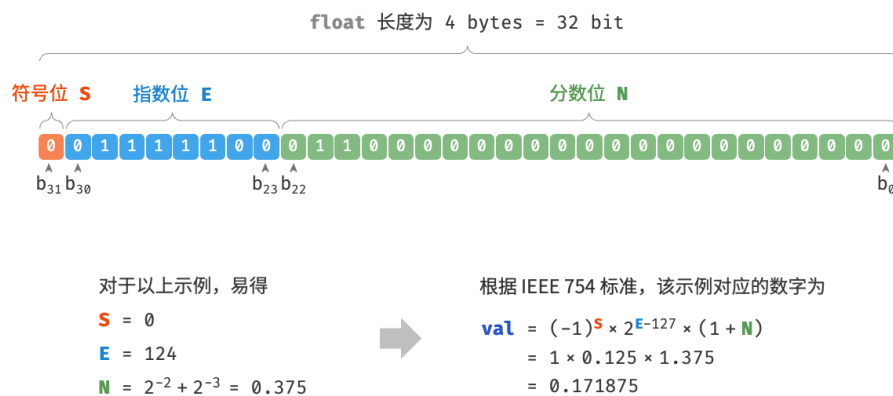 float 长度为 4 bytes = 32 bit
符号位 S 指数位 E 分数位 N
0 0 1 1 1 1 1 0 0 0 1 1 0 0 0 0 0 0 0 0 0 0 0 0 0 0 0 0 0 0 0 0
b₃₁ b₃₀ b₂₃ b₂₂ b₀
对于以上示例，易得
S = 0
E = 124
N = 2⁻² + 2⁻³ = 0.375
根据 IEEE 754 标准，该示例对应的数字为
val = (−1)ˢ × 2ᴱ⁻¹²⁷ × (1 + N)
= 1 × 0.125 × 1.375
= 0.171875